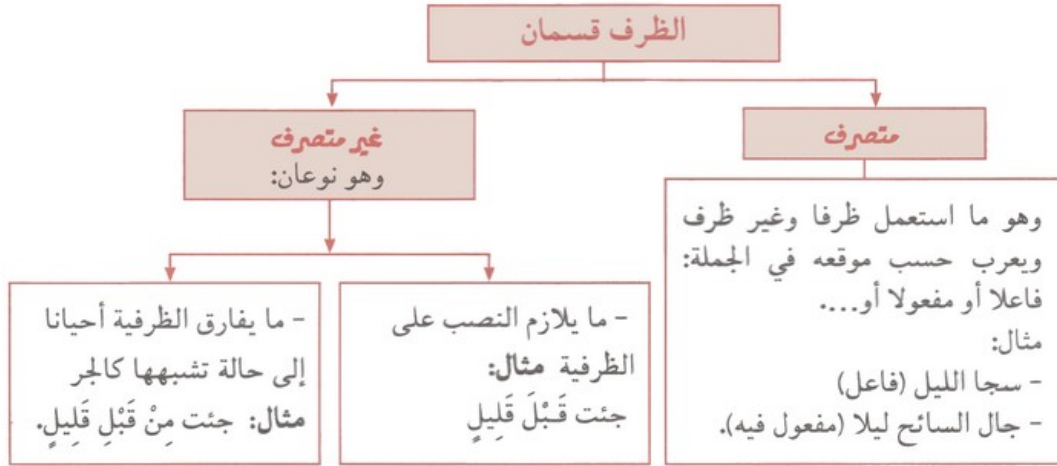 الظرف قسمان
متصرف
وهو ما استعمل ظرفا وغير ظرف
ويعرب حسب موقعه في الجملة:
فاعلا أو مفعولا أو....
مثال:
- سجا الليل (فاعل)
- جال السائح ليلا (مفعول فيه).
غير متصرف
وهو نوعان:
- ما يلازم النصب على
الظرفية مثال:
جئت قَبْلَ قَلِيلٍ
- ما يفارق الظرفية أحيانا
إلى حالة تشبهها كالجر
مثال: جئت مِنْ قَبْلِ قَلِيلٍ.